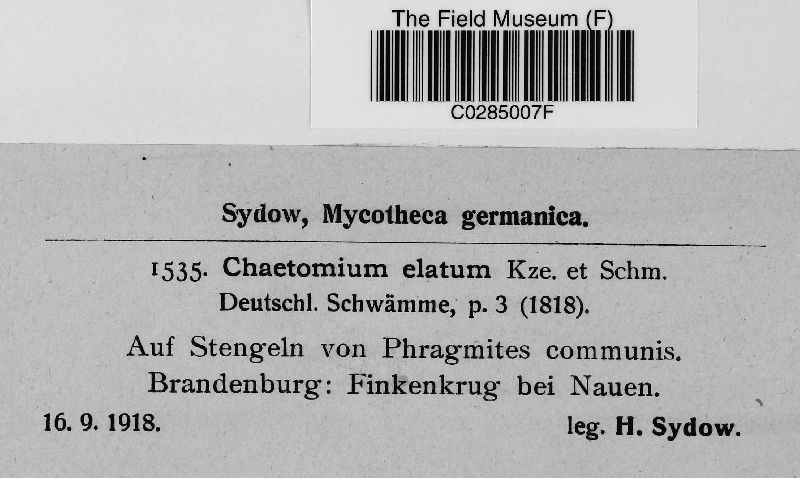 The Field Museum (F)
C0285007F
Sydow, Mycotheca germanica.
1535. Chaetomium elatum Kze. et Schm.
Deutschl. Schwämme, p. 3 (1818).
Auf Stengeln von Phragmites communis.
Brandenburg: Finkenkrug bei Nauen.
16. 9. 1918. leg. H. Sydow.